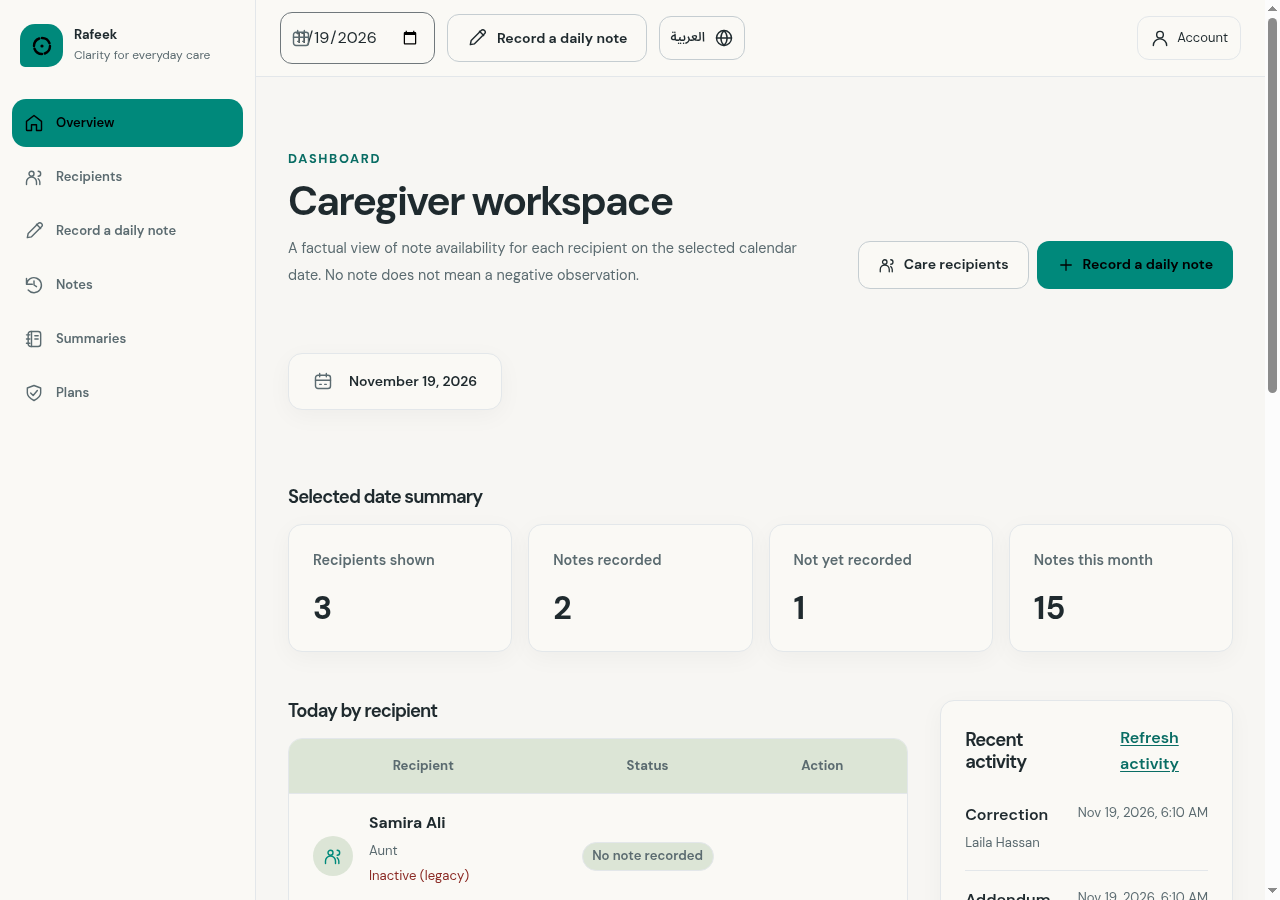 Rafeek
Clarity for everyday care
Overview
Recipients
Record a daily note
Notes
Summaries
Plans
/19/2026
Record a daily note
العربية
Account
DASHBOARD
Caregiver workspace
A factual view of note availability for each recipient on the selected calendar
date. No note does not mean a negative observation.
Care recipients
Record a daily note
November 19, 2026
Selected date summary
Recipients shown
3
Notes recorded
2
Not yet recorded
1
Notes this month
15
Today by recipient
Recipient Status Action
Samira Ali
Aunt
Inactive (legacy)
No note recorded
Recent
activity
Refresh
activity
Correction Nov 19, 2026, 6:10 AM
Laila Hassan
Addendum Nov 19, 2026, 6:10 AM